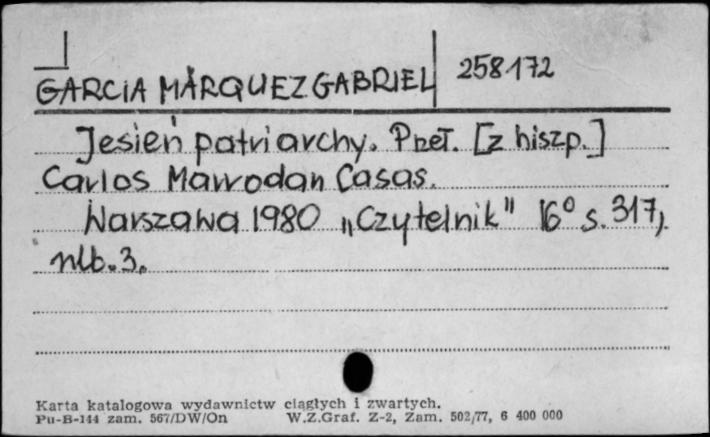 GARCIA MÁRQUEZ GABRIEL 258172
Jesień patriarchy. Przeł. [z hiszp.]
Carlos Marrodan Casas.
Warszawa 1980 „Czytelnik" 16° s. 317,
nlb. 3.
Karta katalogowa wydawnictw ciągłych i zwartych.
Pu-B-144 zam. 567/DW/On W.Z.Graf. Z-2, Zam. 502/77, 6 400 000